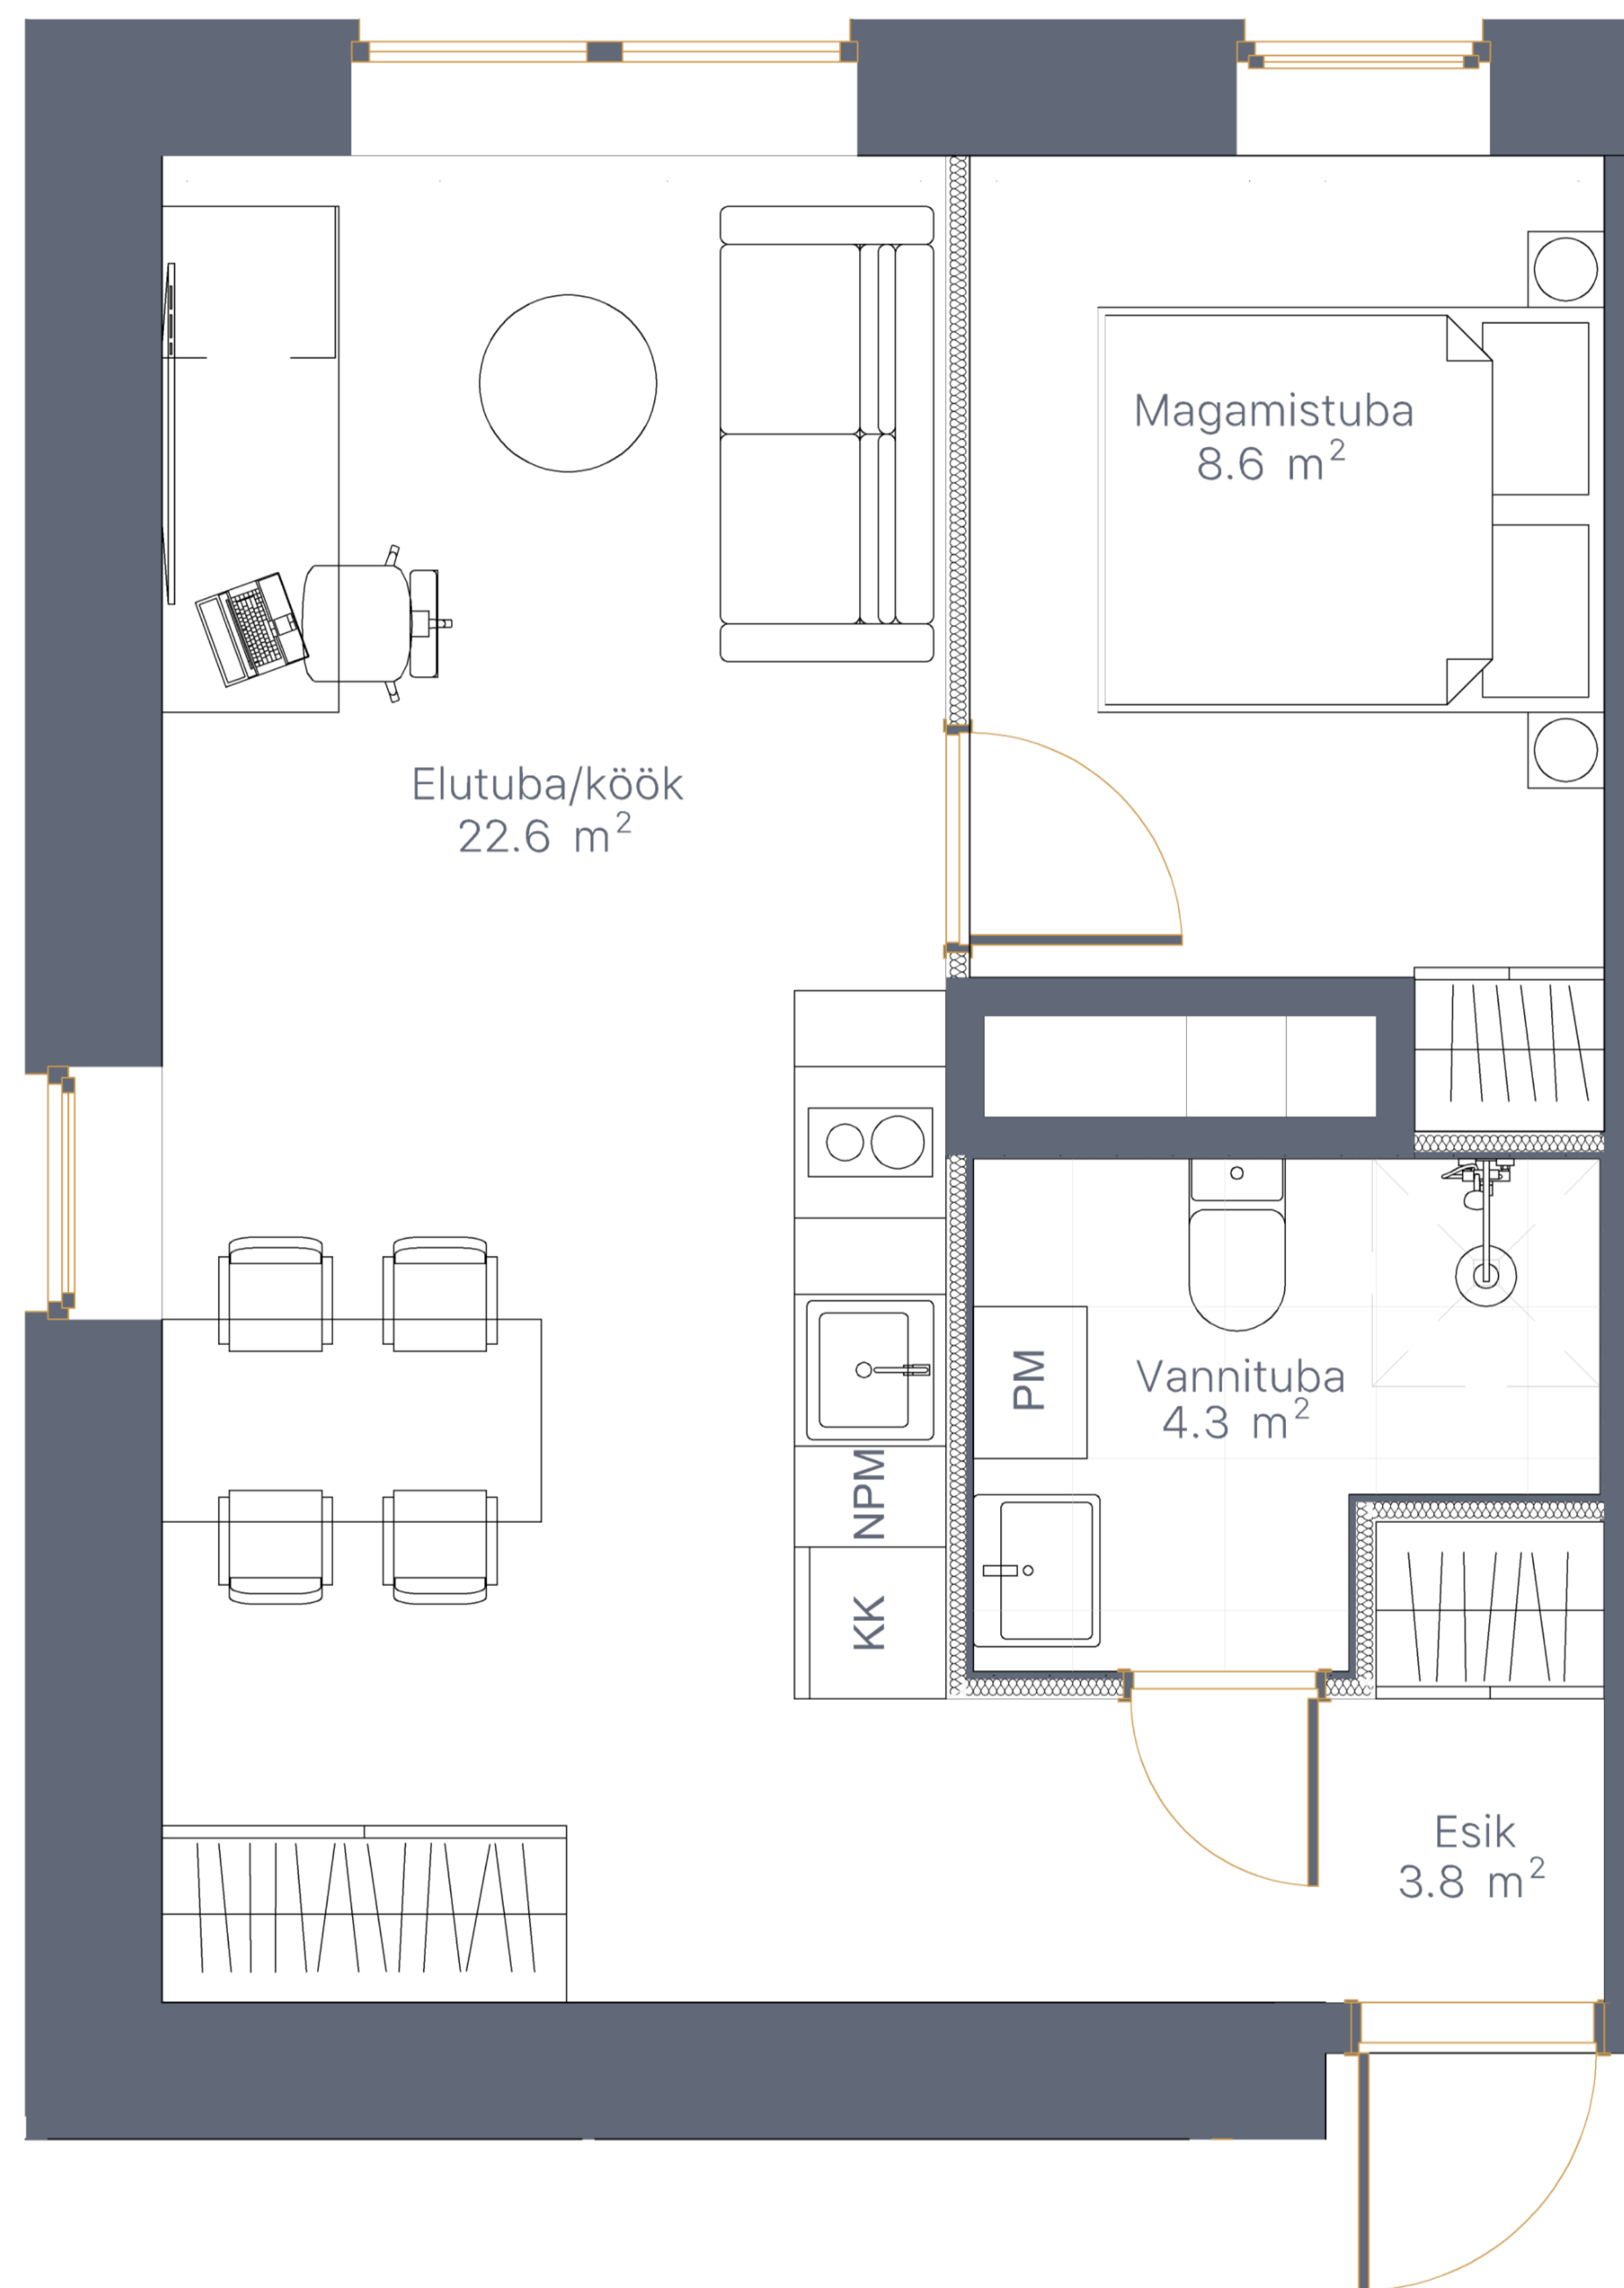 Magamistuba
8.6 m²
Elutuba/köök
22.6 m²
PM
Vannituba
4.3 m²
NPM
KK
Esik
3.8 m²